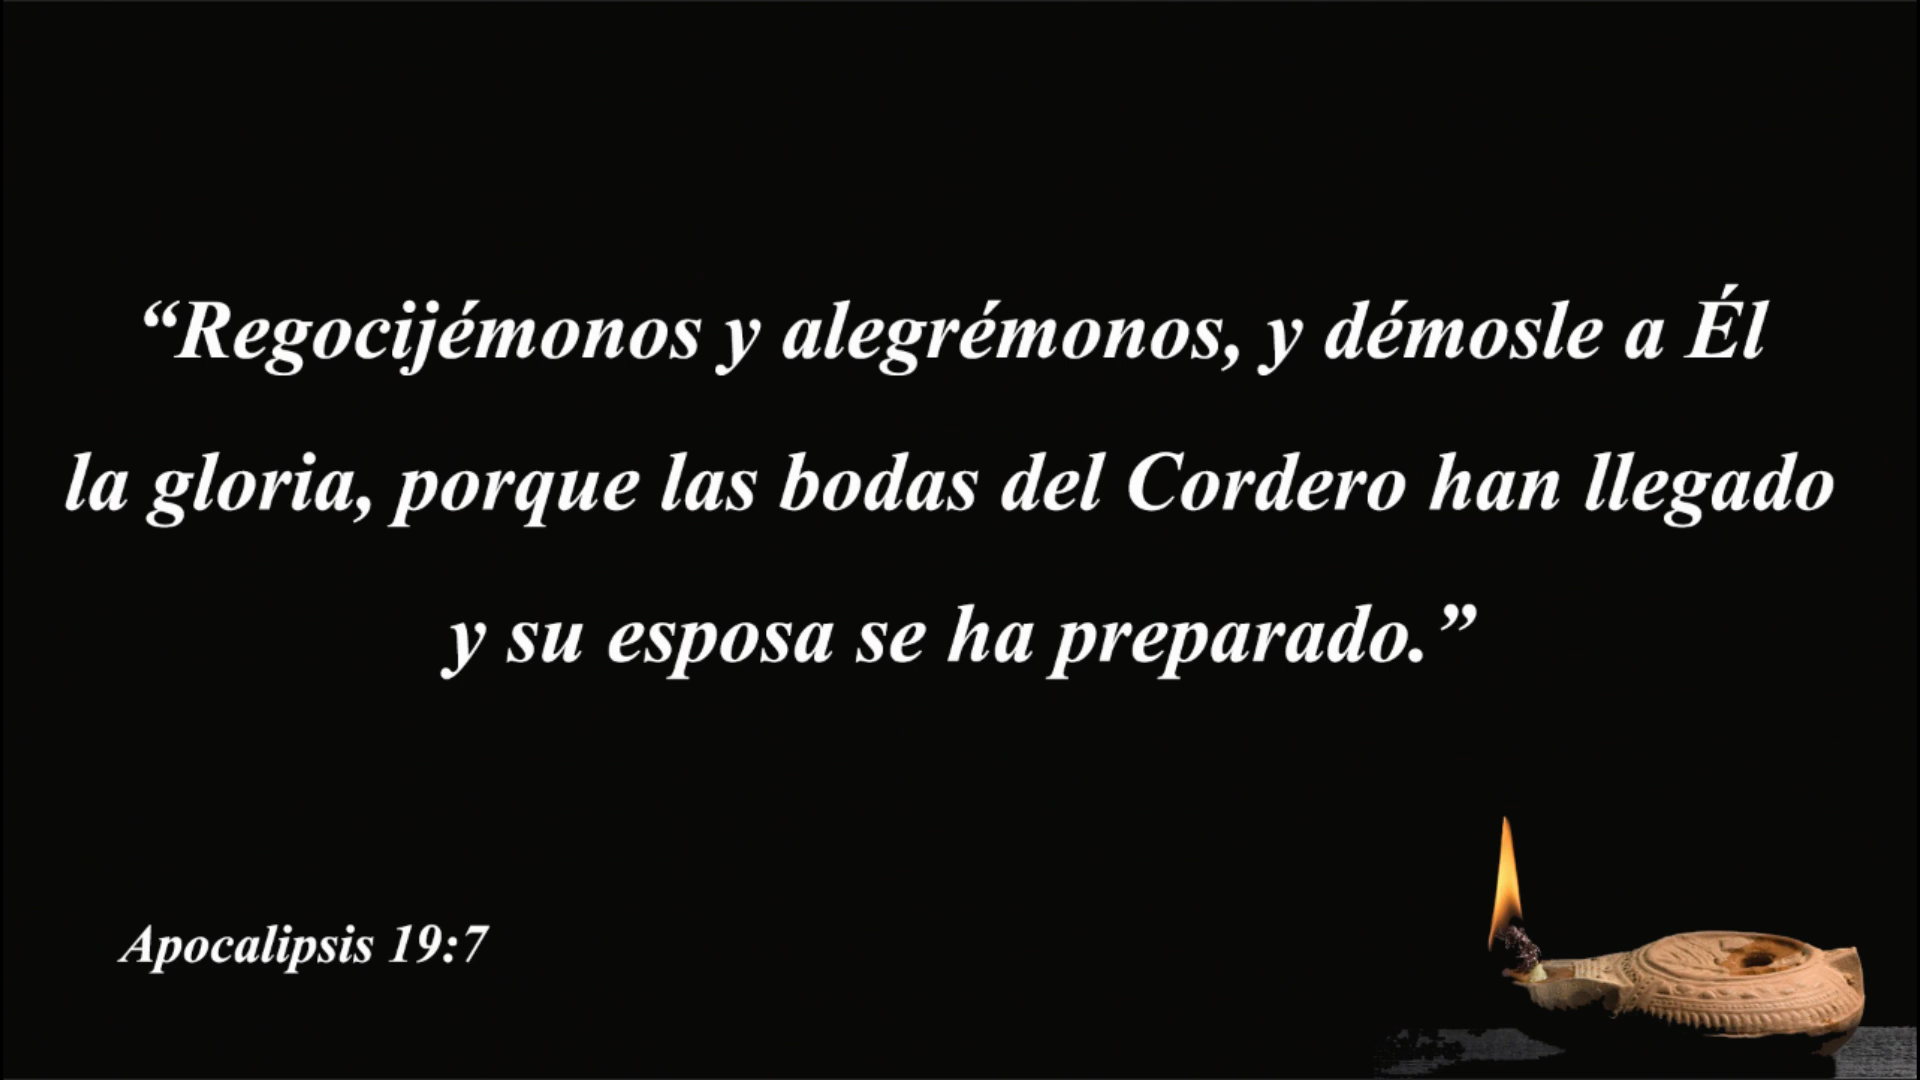 “Regocijémonos y alegrémonos, y démosle a Él
la gloria, porque las bodas del Cordero han llegado
y su esposa se ha preparado.”
Apocalipsis 19:7